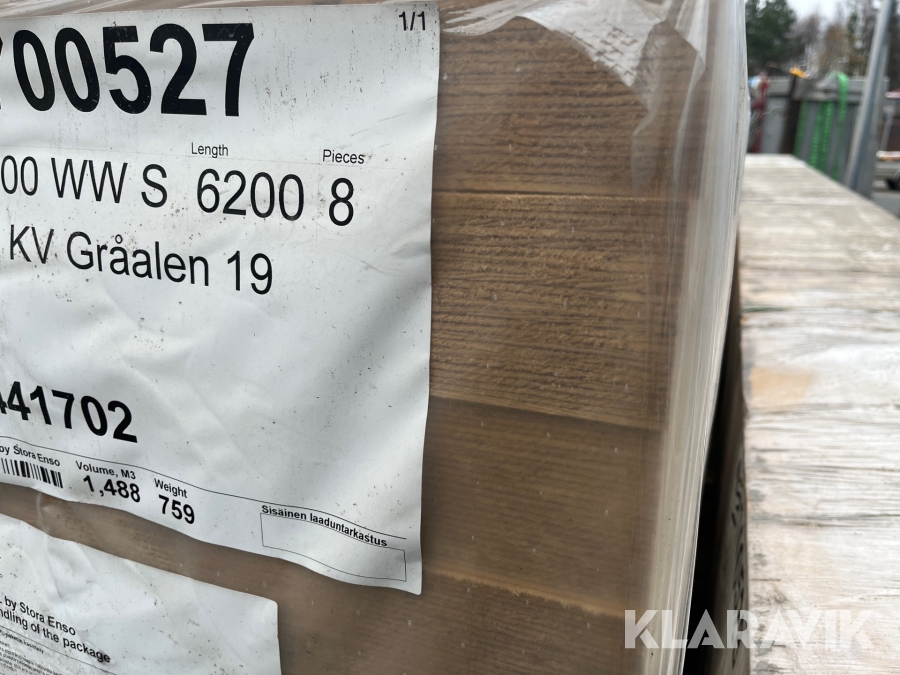 1/1
00527
Length Pieces
00 WW S 6200 8
KV Gråalen 19
41702
by Stora Enso Volume, M3 Weight
1,488 759
Sisäinen laaduntarkastus
by Stora Enso
ndling of the package
KLARAVIK